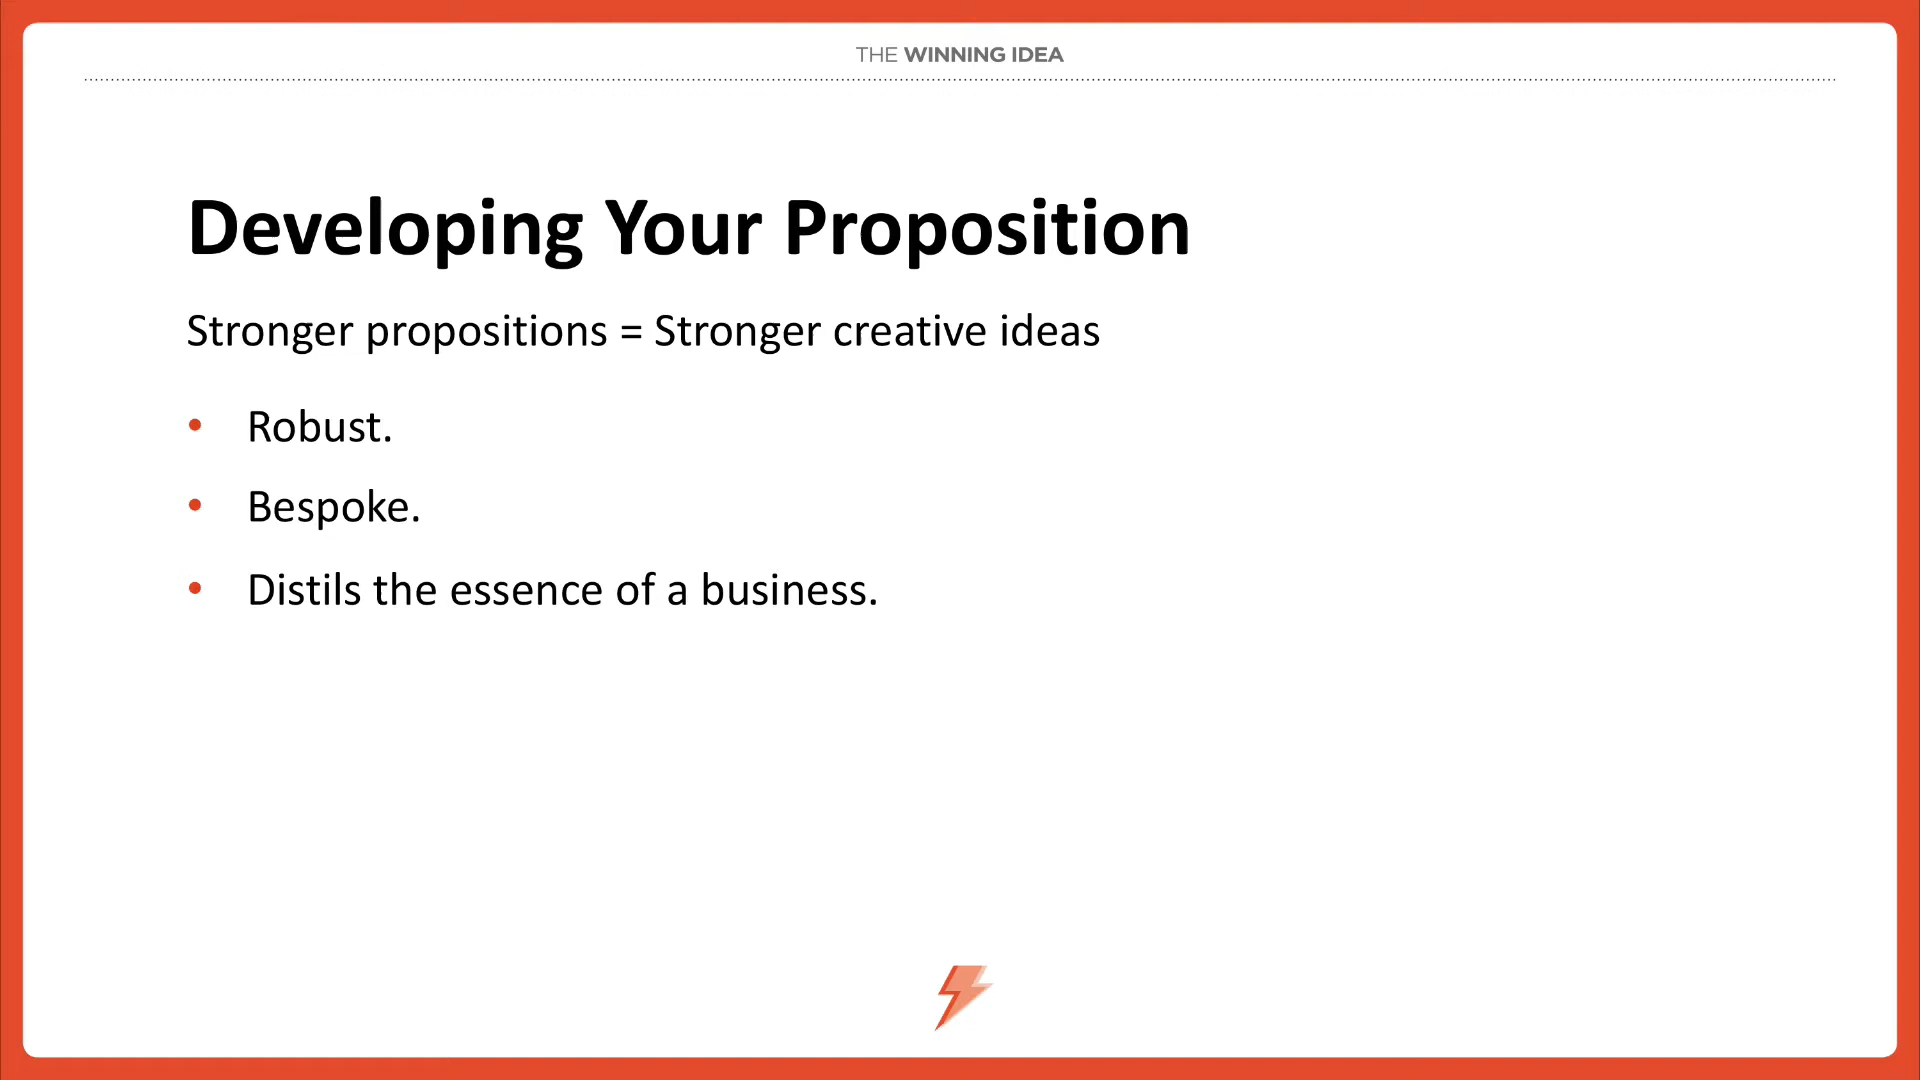 THE WINNING IDEA
Developing Your Proposition
Stronger propositions = Stronger creative ideas
• Robust.
• Bespoke.
• Distils the essence of a business.